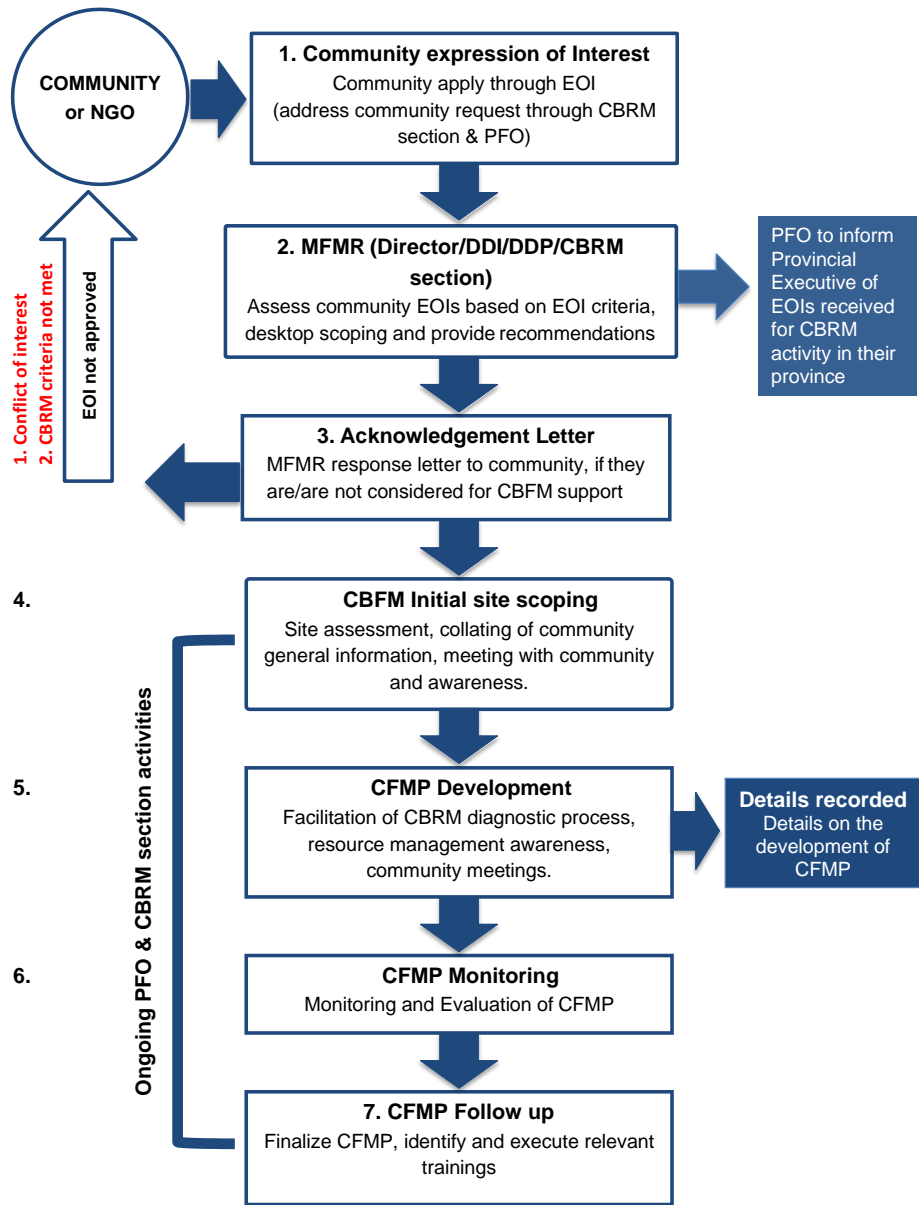 COMMUNITY
or NGO
1. Community expression of Interest
Community apply through EOI
(address community request through CBRM
section & PFO)
2. MFMR (Director/DDI/DDP/CBRM
section)
Assess community EOIs based on EOI criteria,
desktop scoping and provide recommendations
PFO to inform
Provincial
Executive of
EOIs received
for CBRM
activity in their
province
1. Conflict of interest
2. CBRM criteria not met
EOI not approved
3. Acknowledgement Letter
MFMR response letter to community, if they
are/are not considered for CBFM support
4.
CBFM Initial site scoping
Site assessment, collating of community
general information, meeting with community
and awareness.
Ongoing PFO & CBRM section activities
5.
CFMP Development
Facilitation of CBRM diagnostic process,
resource management awareness,
community meetings.
Details recorded
Details on the
development of
CFMP
6.
CFMP Monitoring
Monitoring and Evaluation of CFMP
7. CFMP Follow up
Finalize CFMP, identify and execute relevant
trainings